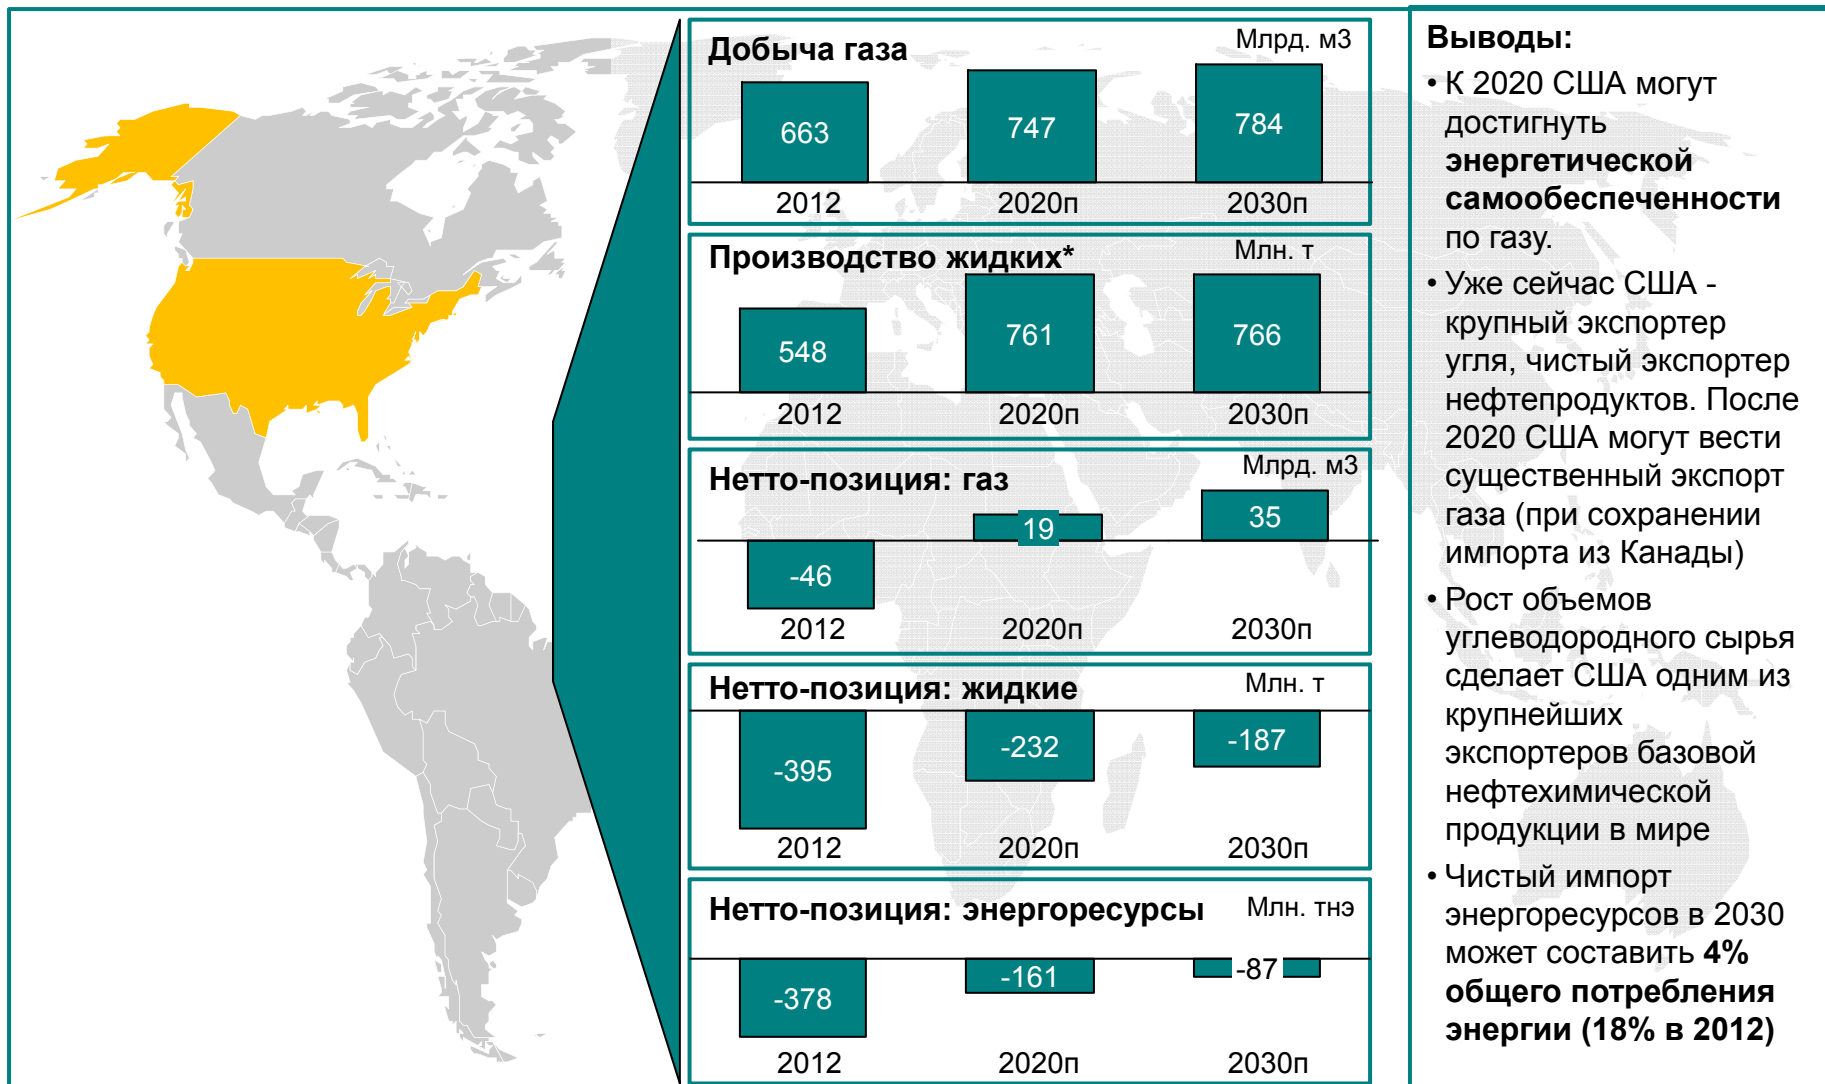 Добыча газа
Млрд. м3
663
747
784
2012
2020п
2030п
Производство жидких*
Млн. т
548
761
766
2012
2020п
2030п
Нетто-позиция: газ
Млрд. м3
-46
19
35
2012
2020п
2030п
Нетто-позиция: жидкие
Млн. т
-395
-232
-187
2012
2020п
2030п
Нетто-позиция: энергоресурсы
Млн. тнэ
-378
-161
-87
2012
2020п
2030п
Выводы:
• К 2020 США могут
достигнуть
энергетической
самообеспеченности
по газу.
• Уже сейчас США -
крупный экспортер
угля, чистый экспортер
нефтепродуктов. После
2020 США могут вести
существенный экспорт
газа (при сохранении
импорта из Канады)
• Рост объемов
углеводородного сырья
сделает США одним из
крупнейших
экспортеров базовой
нефтехимической
продукции в мире
• Чистый импорт
энергоресурсов в 2030
может составить 4%
общего потребления
энергии (18% в 2012)